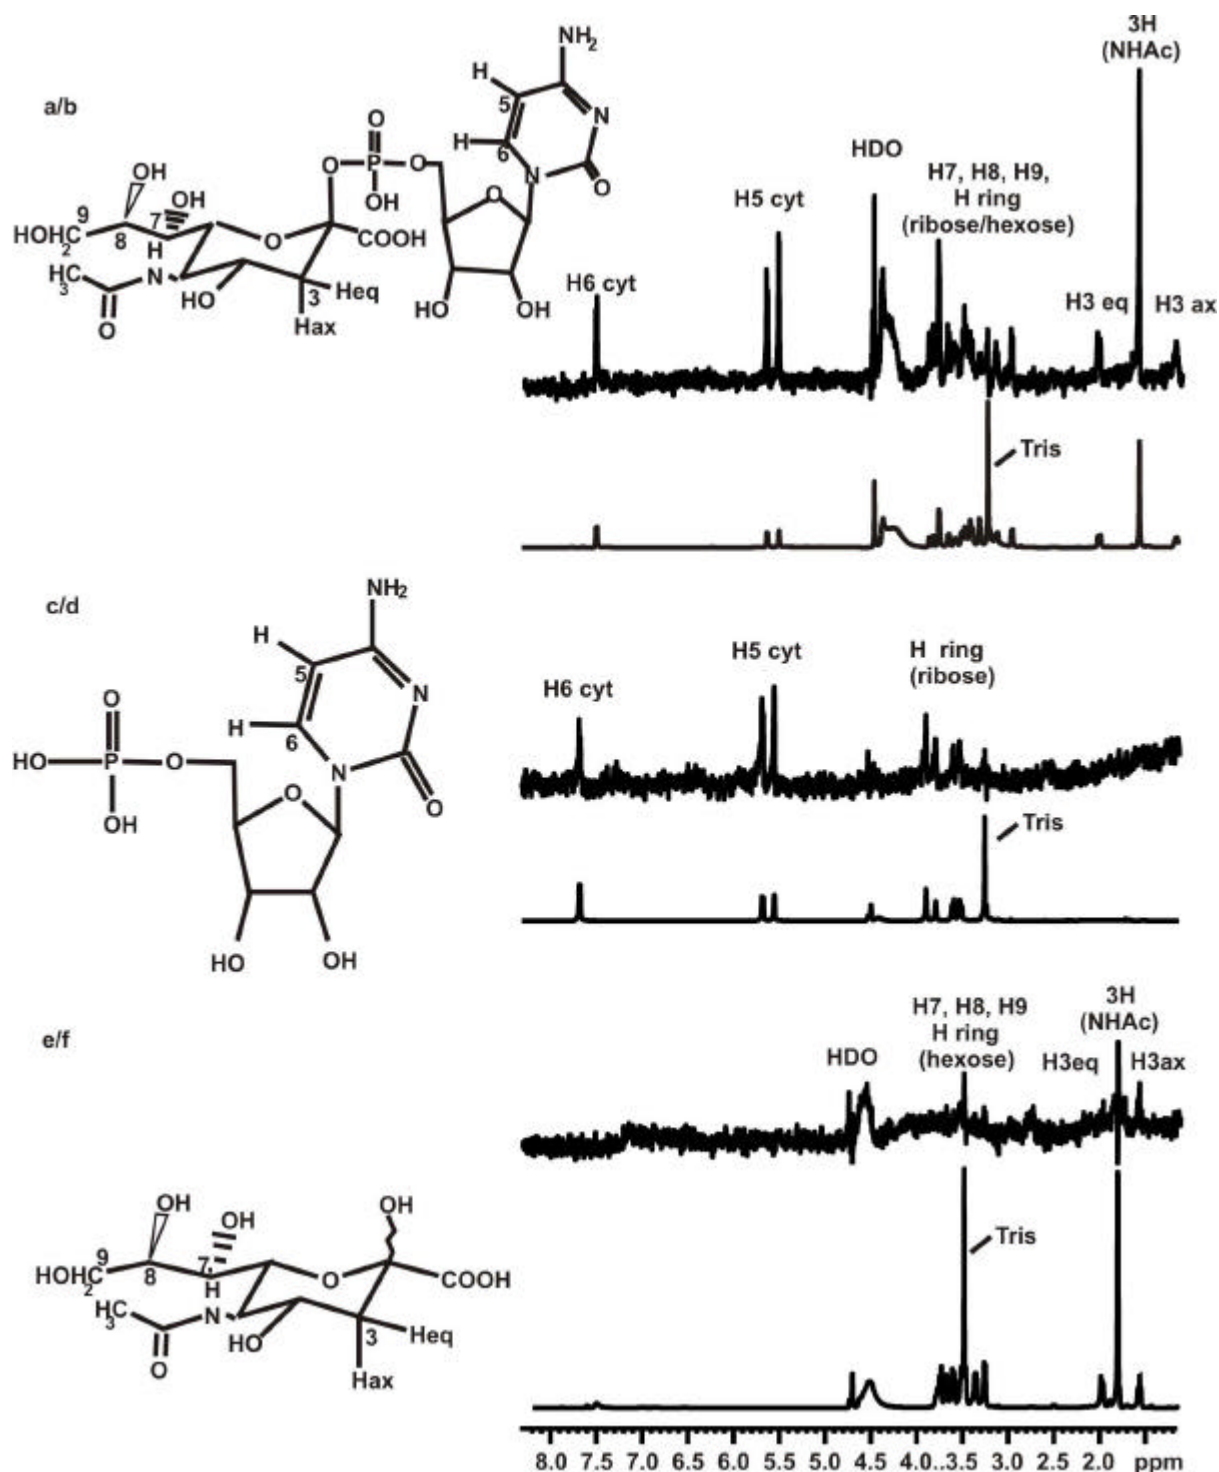 a/b
NH2
H
5
N
H
6
N
O
O
O
P
O
OH
O
OH
9
OH
7
HOH2C
8
H
O
COOH
H3C
N
HO
3
Heq
Hax
O
HO
OH
3H
(NHAc)
HDO
H7, H8, H9,
H ring
(ribose/hexose)
H5 cyt
H6 cyt
H3 eq
H3 ax
Tris
c/d
NH2
H
5
N
H
6
O
HO
P
O
N
O
OH
O
HO
OH
H6 cyt
H5 cyt
H ring
(ribose)
Tris
e/f
OH
OH
OH
9
HOH2C
8
7
H
O
COOH
H3C
N
HO
3
Heq
O
Hax
HDO
H7, H8, H9
H ring
(hexose)
3H
(NHAc)
H3eq
H3ax
Tris
8.0 7.5 7.0 6.5 6.0 5.5 5.0 4.5 4.0..3.5 3.0 2.5 2.0 ppm